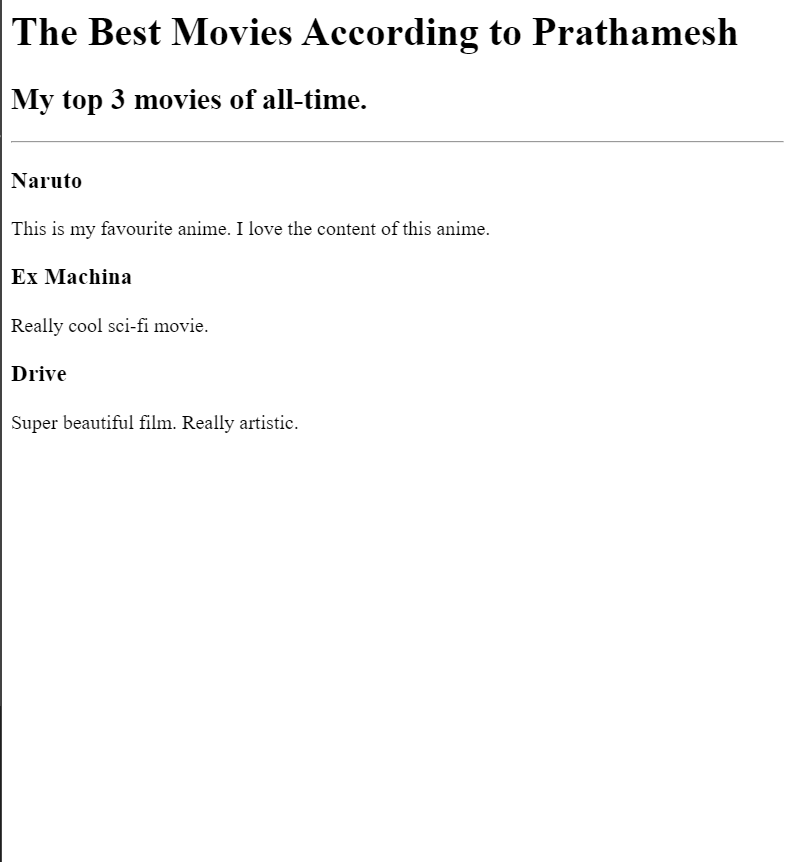 The Best Movies According to Prathamesh
My top 3 movies of all-time.
Naruto
This is my favourite anime. I love the content of this anime.
Ex Machina
Really cool sci-fi movie.
Drive
Super beautiful film. Really artistic.